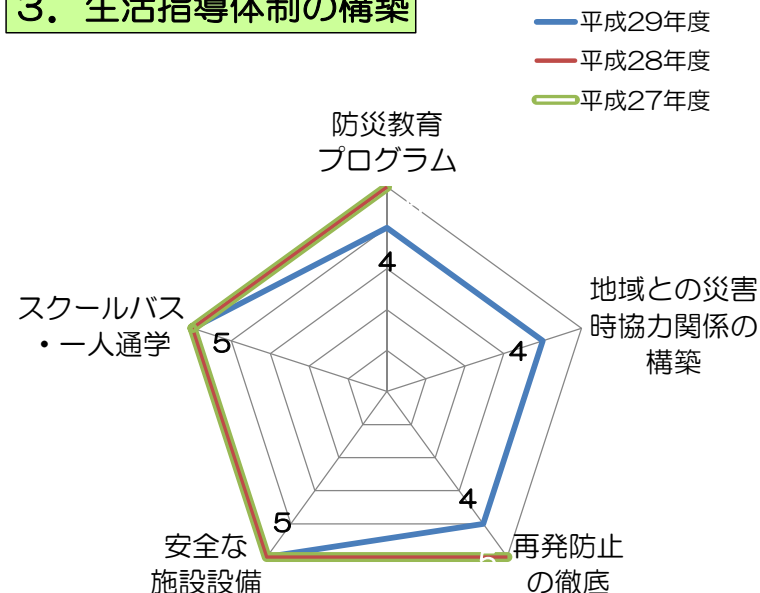 3．生活指導体制の構築
平成29年度
平成28年度
平成27年度
防災教育
プログラム
4
地域との災害
時協力関係の
構築
4
スクールバス
・一人通学
5
4
5
安全な
施設設備
5
再発防止
の徹底